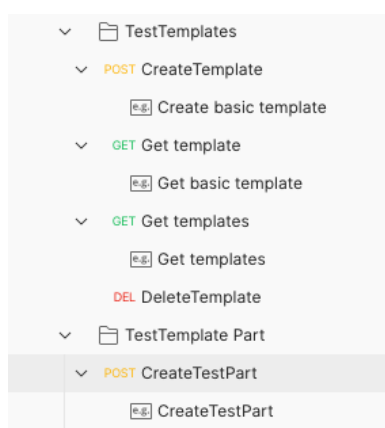 TestTemplates
POST CreateTemplate
e.g. Create basic template
GET Get template
e.g. Get basic template
GET Get templates
e.g. Get templates
DEL DeleteTemplate
TestTemplate Part
POST CreateTestPart
e.g. CreateTestPart